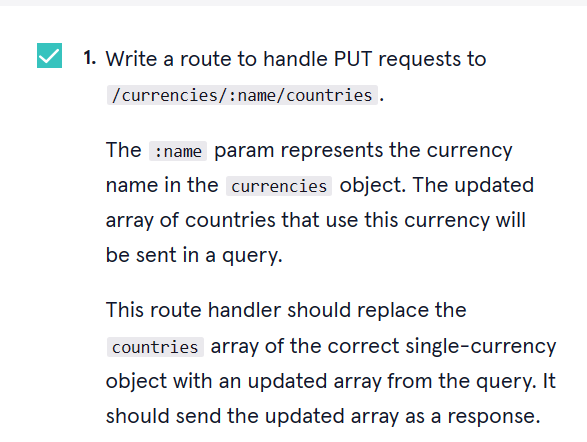 1. Write a route to handle PUT requests to
/currencies/:name/countries.
The :name param represents the currency
name in the currencies object. The updated
array of countries that use this currency will
be sent in a query.
This route handler should replace the
countries array of the correct single-currency
object with an updated array from the query. It
should send the updated array as a response.